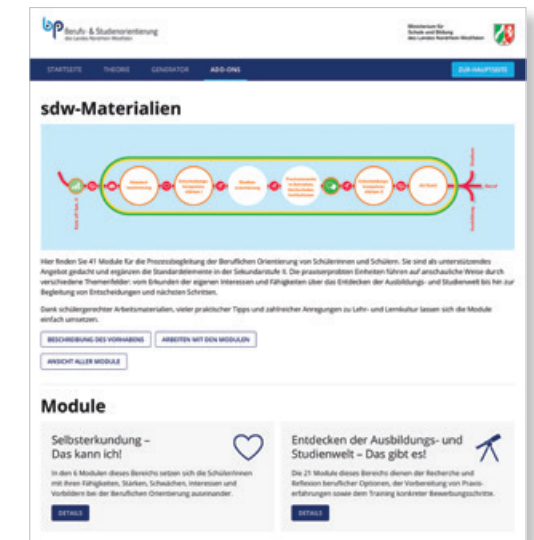 bp Berufs- & Studienorientierung
des Landes Nordrhein-Westfalen
Ministerium für
Schule und Bildung
des Landes Nordrhein-Westfalen
STARTSEITE THEORIE GENERATOR ADD-ONS ZUR HAUPTSEITE
sdw-Materialien
Hier finden Sie 41 Module für die Prozessbegleitung der Beruflichen Orientierung von Schülerinnen und Schülern. Sie sind als unterstützendes
Angebot gedacht und ergänzen die Standardelemente in der Sekundarstufe II. Die praxiserprobten Einheiten führen auf anschauliche Weise durch
verschiedene Themenfelder: vom Erkunden der eigenen Interessen und Fähigkeiten über das Entdecken der Ausbildungs- und Studienwelt bis hin zur
Begleitung von Entscheidungen und nächsten Schritten.
Dank schülergerechter Arbeitsmaterialien, vieler praktischer Tipps und zahlreicher Anregungen zu Lehr- und Lernkultur lassen sich die Module
einfach umsetzen.
BESCHREIBUNG DES VORHABENS ARBEITEN MIT DEN MODULEN
ANSICHT ALLER MODULE
Module
Selbsterkundung –
Das kann ich!
In den 6 Modulen dieses Bereichs setzen sich die Schüler/innen
mit ihren Fähigkeiten, Stärken, Schwächen, Interessen und
Vorbildern bei der Beruflichen Orientierung auseinander.
DETAILS
Entdecken der Ausbildungs- und
Studienwelt – Das gibt es!
Die 21 Module dieses Bereichs dienen der Recherche und
Reflexion beruflicher Optionen, der Vorbereitung von Praxis-
erfahrungen sowie dem Training konkreter Bewerbungsschritte.
DETAILS